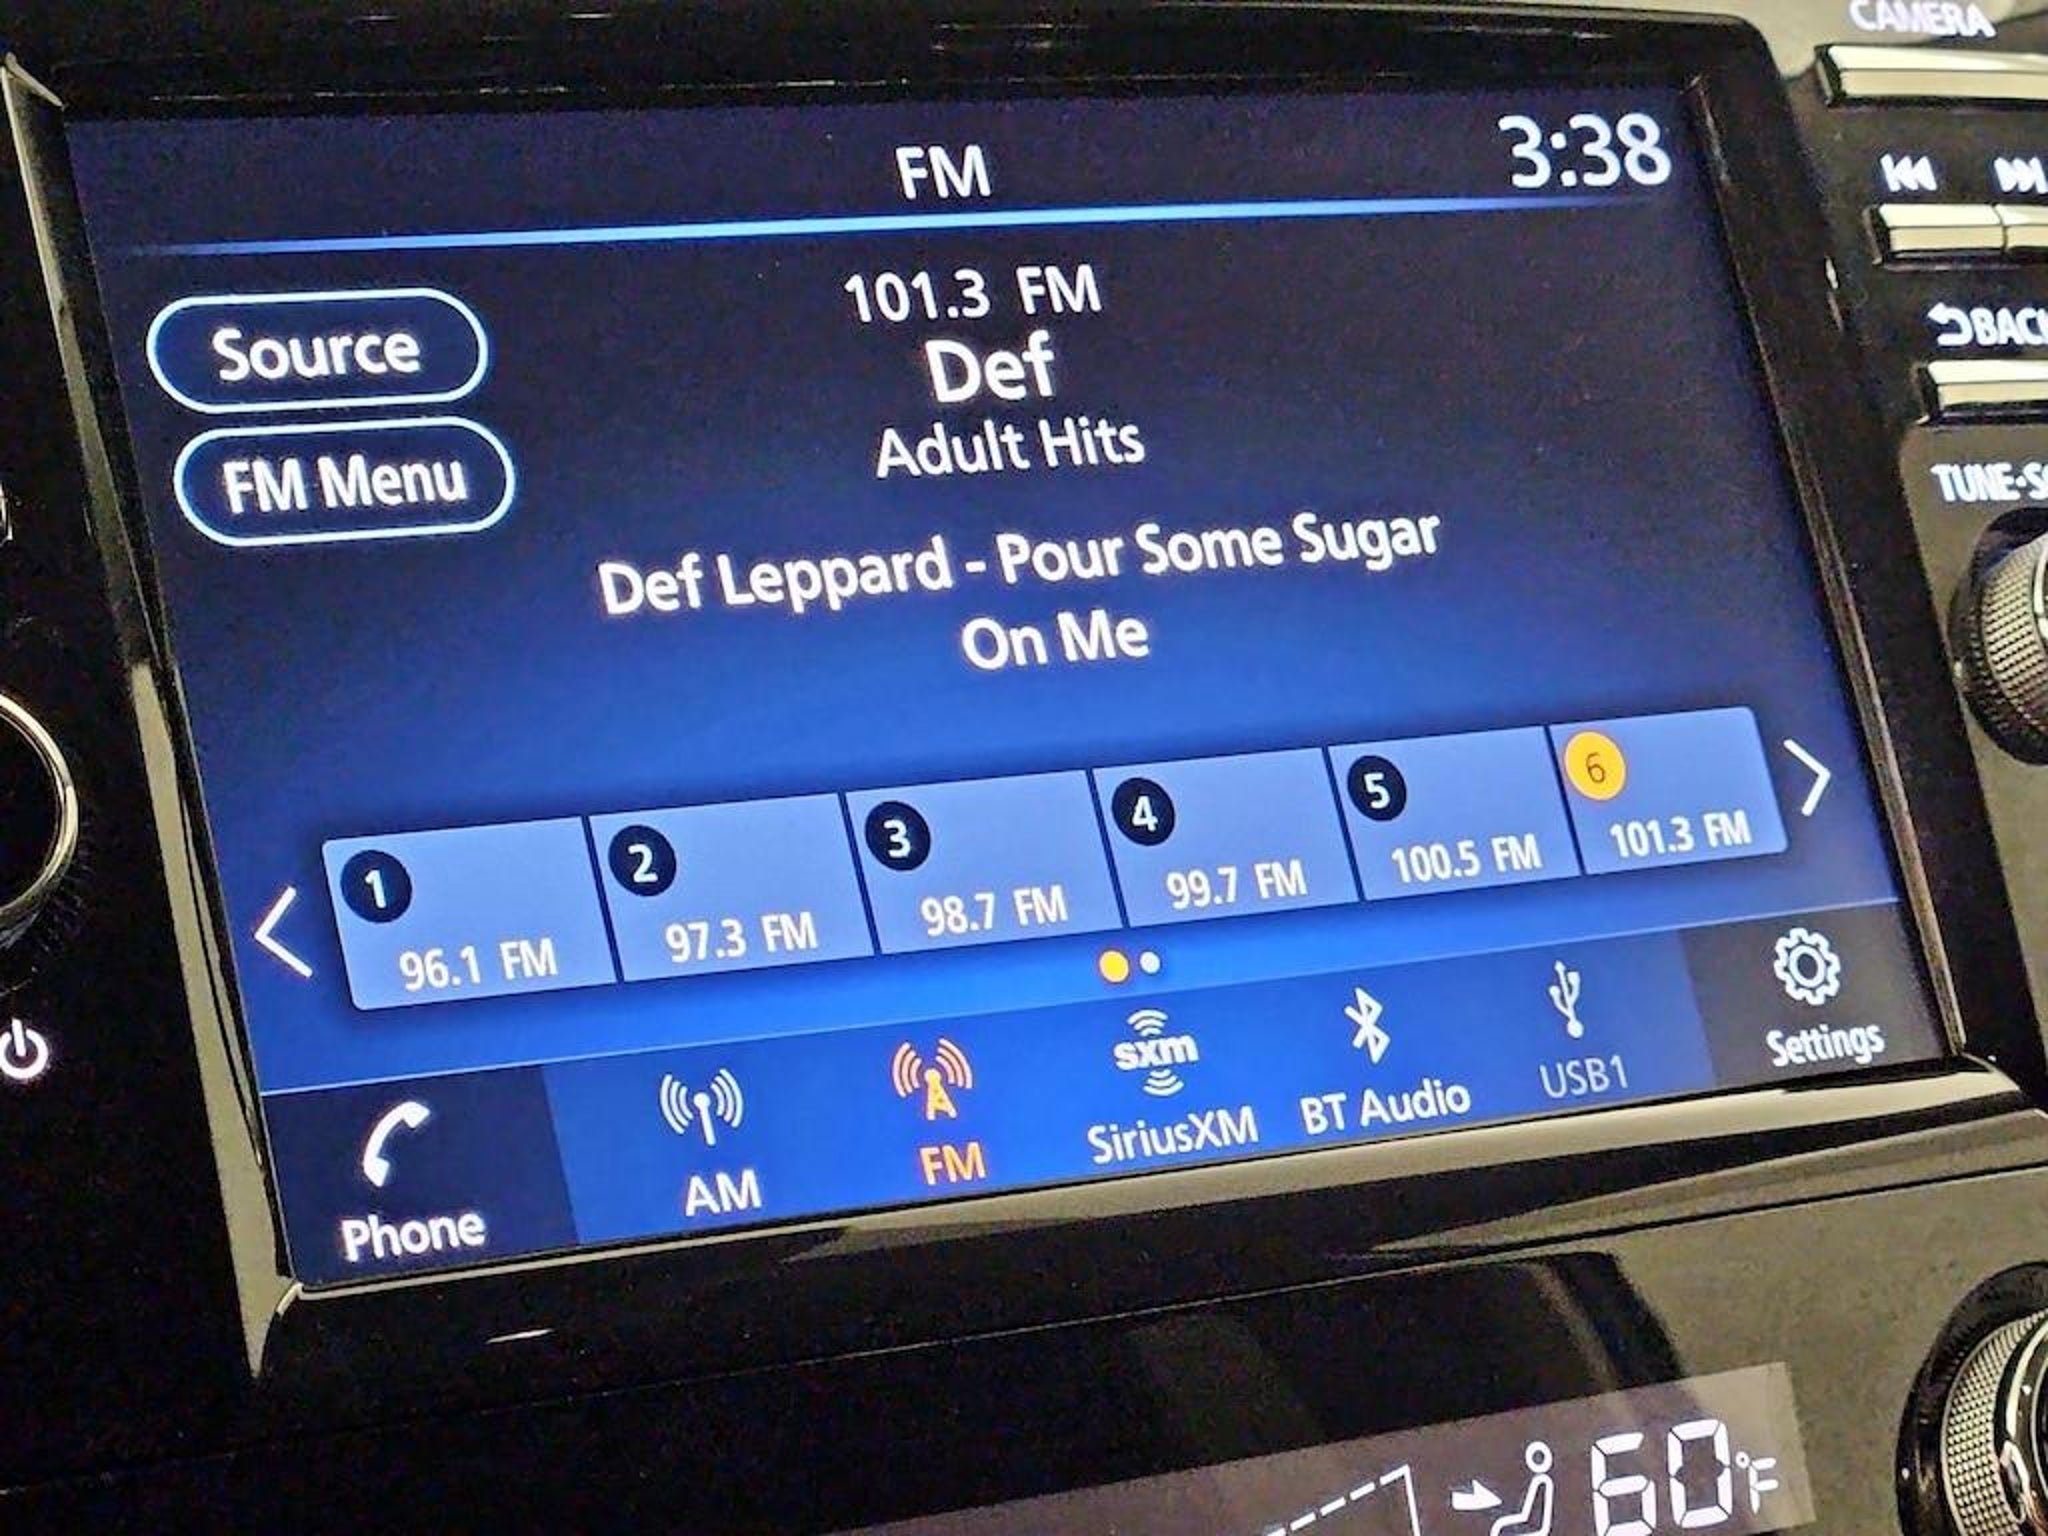 CAMERA
FM
3:38
101.3 FM
Source
Def
BACK
Adult Hits
FM Menu
TUNE·
Def Leppard - Pour Some Sugar
On Me
1
2
3
4
5
6
96.1 FM
97.3 FM
98.7 FM
99.7 FM
100.5 FM
101.3 FM
sxm
Phone
AM
FM
SiriusXM
BT Audio
USB1
Settings
60°F